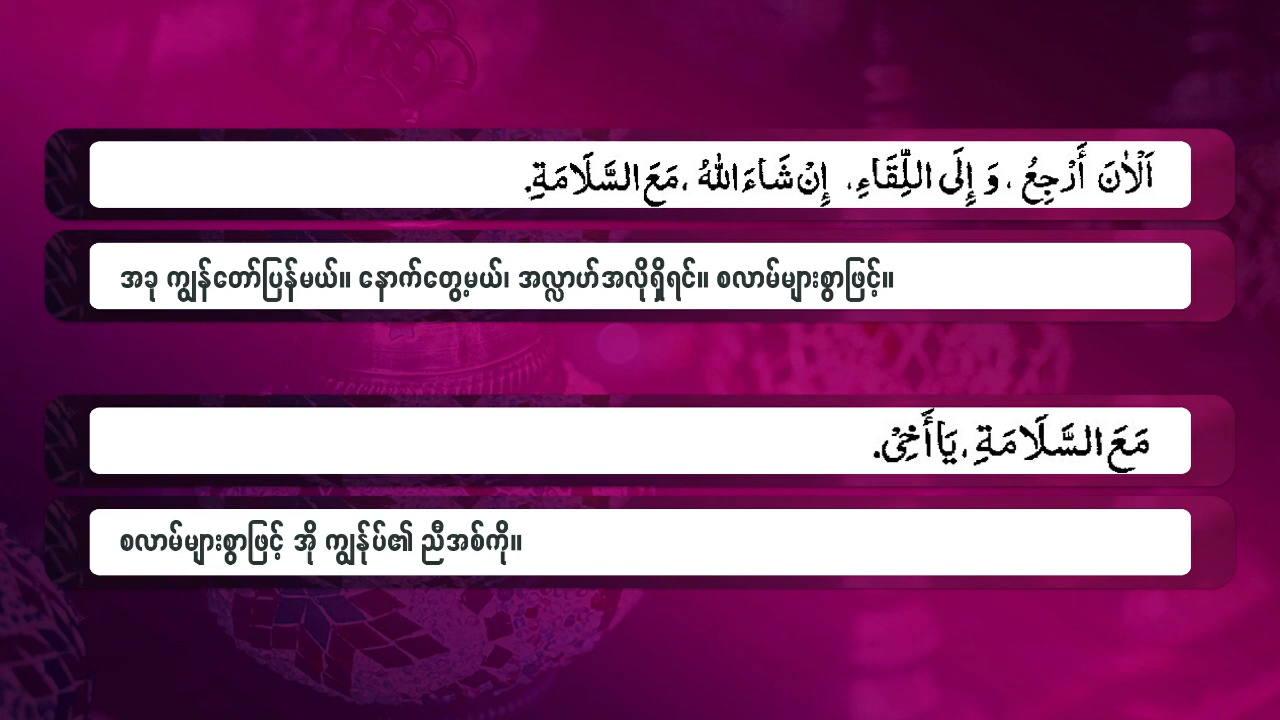 اَلْاٰنَ أَرْجِعُ، وَ إِلَى اللِّقَاءِ، إِنْ شَاءَ اللّٰهُ، مَعَ السَّلَامَةِ.
အခု ကျွန်တော်ပြန်မယ်။ နောက်တွေ့မယ်၊ အလ္လာဟ်အလိုရှိရင်။ စလာမ်များစွာဖြင့်။
مَعَ السَّلَامَةِ، يَا أَخِىْ.
စလာမ်များစွာဖြင့် အို ကျွန်ုပ်၏ ညီအစ်ကို။